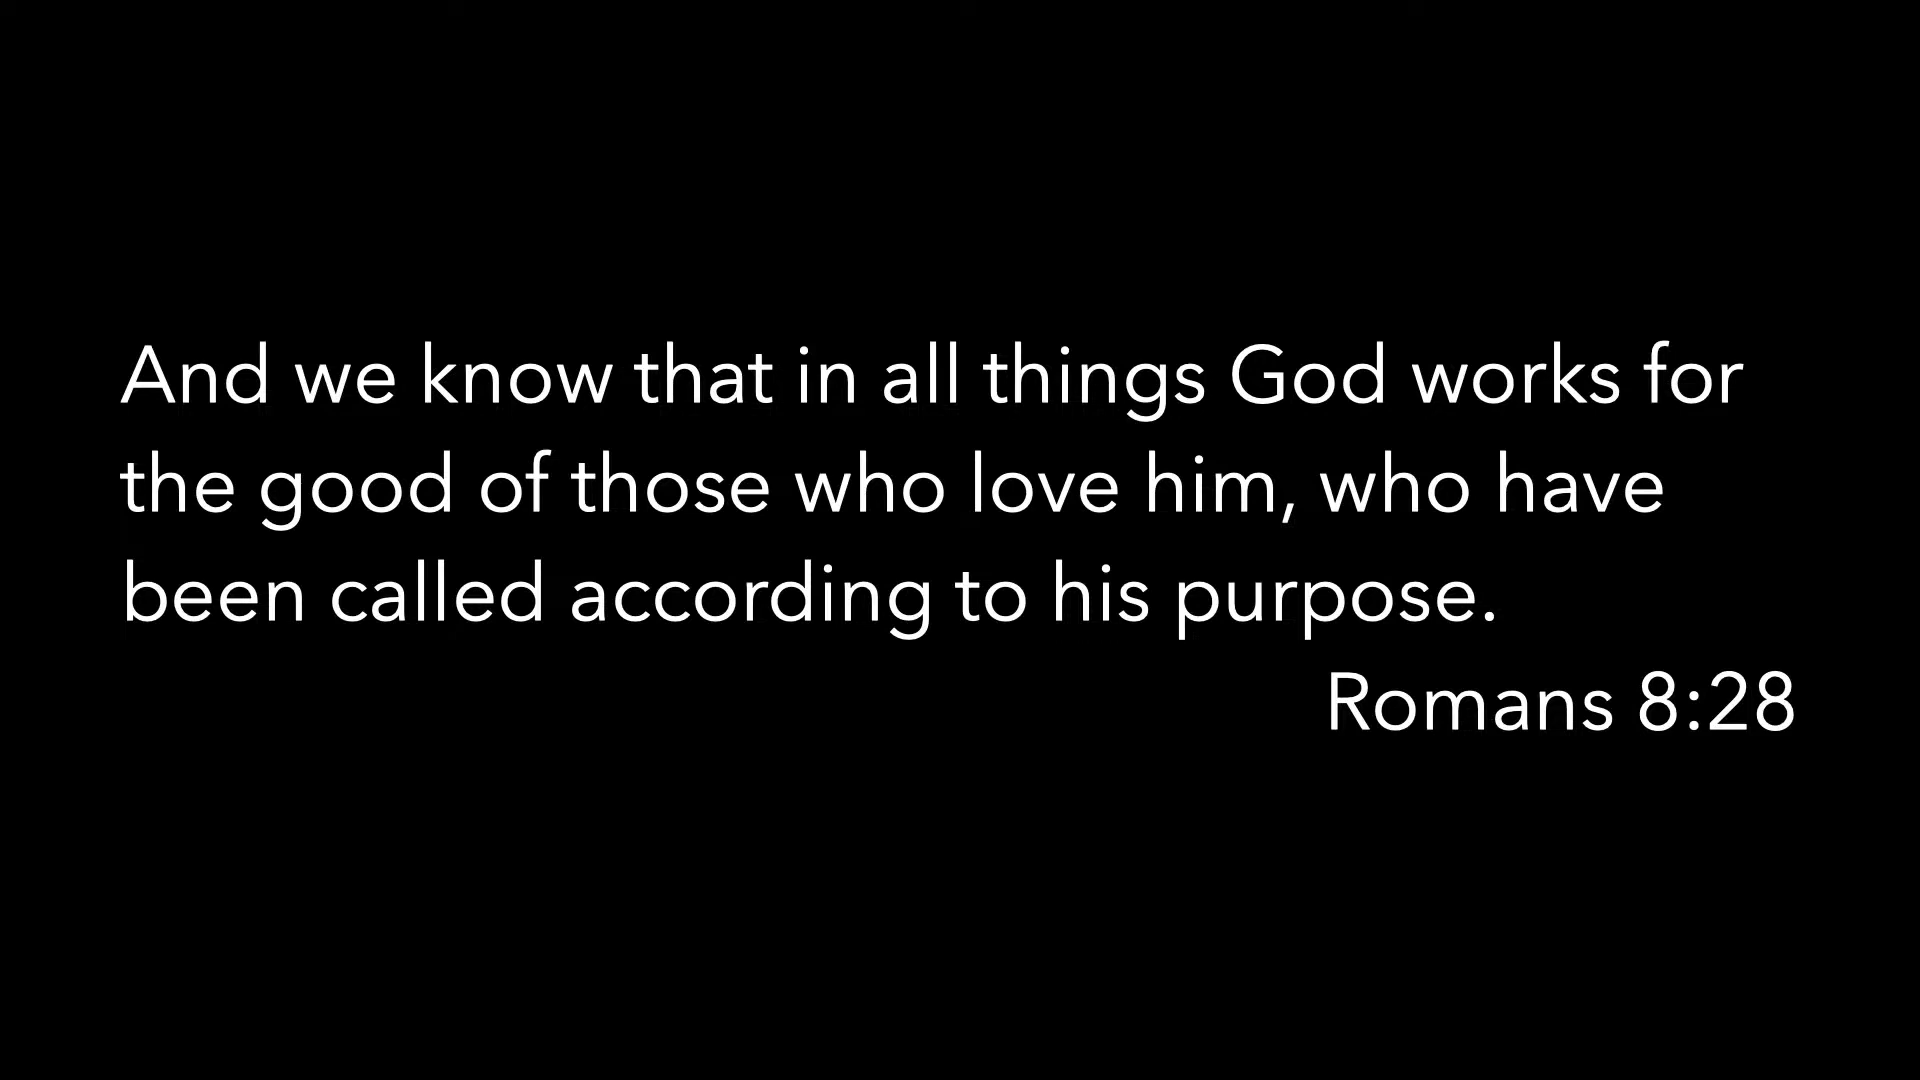 And we know that in all things God works for
the good of those who love him, who have
been called according to his purpose.
Romans 8:28